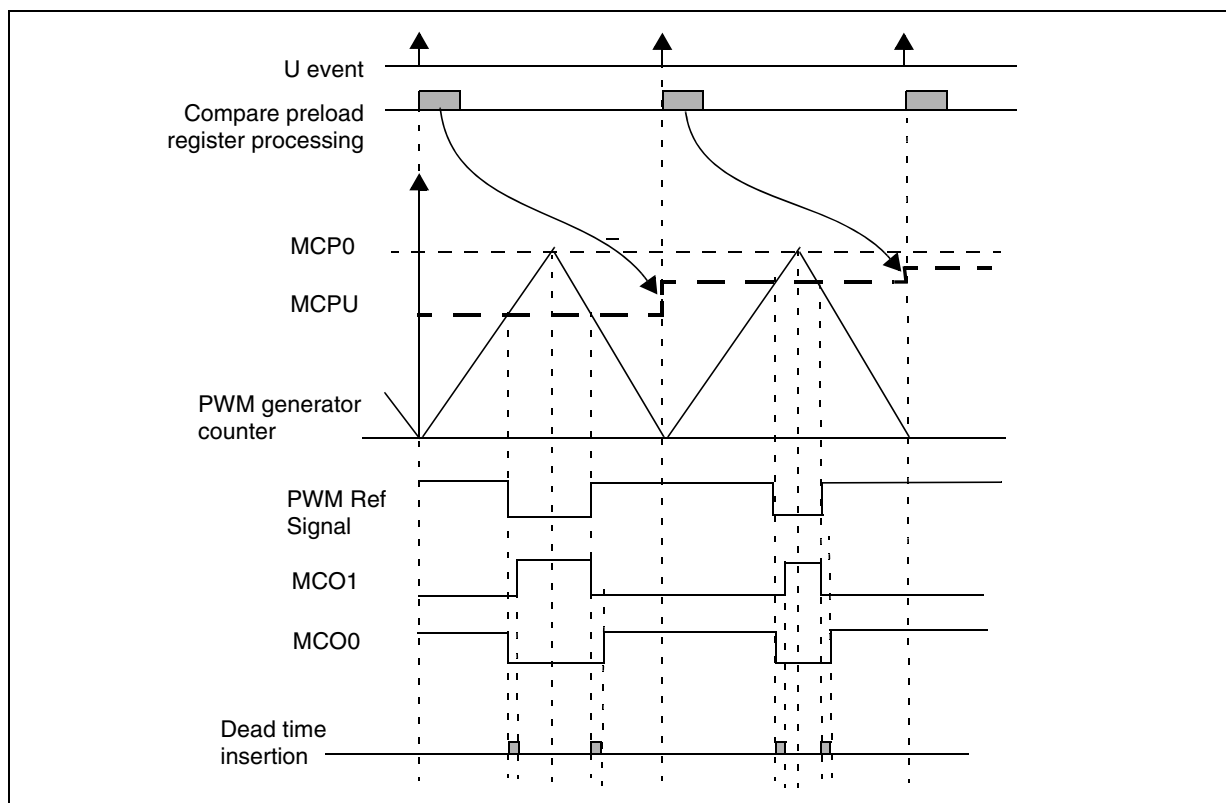 U event
Compare preload
register processing
MCP0
MCPU
PWM generator
counter
PWM Ref
Signal
MCO1
MCO0
Dead time
insertion